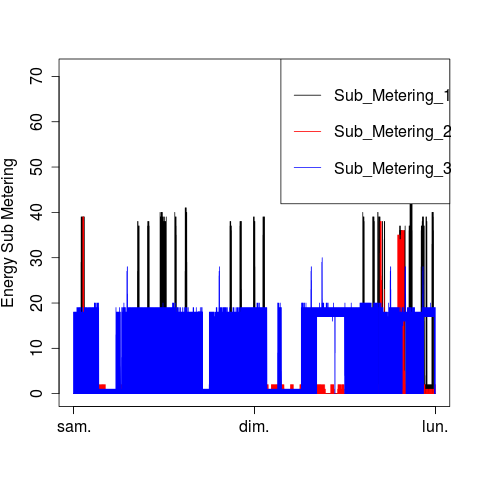 Energy Sub Metering
70
60
50
40
30
20
10
0
Sub_Metering_1
Sub_Metering_2
Sub_Metering_3
sam.
dim.
lun.